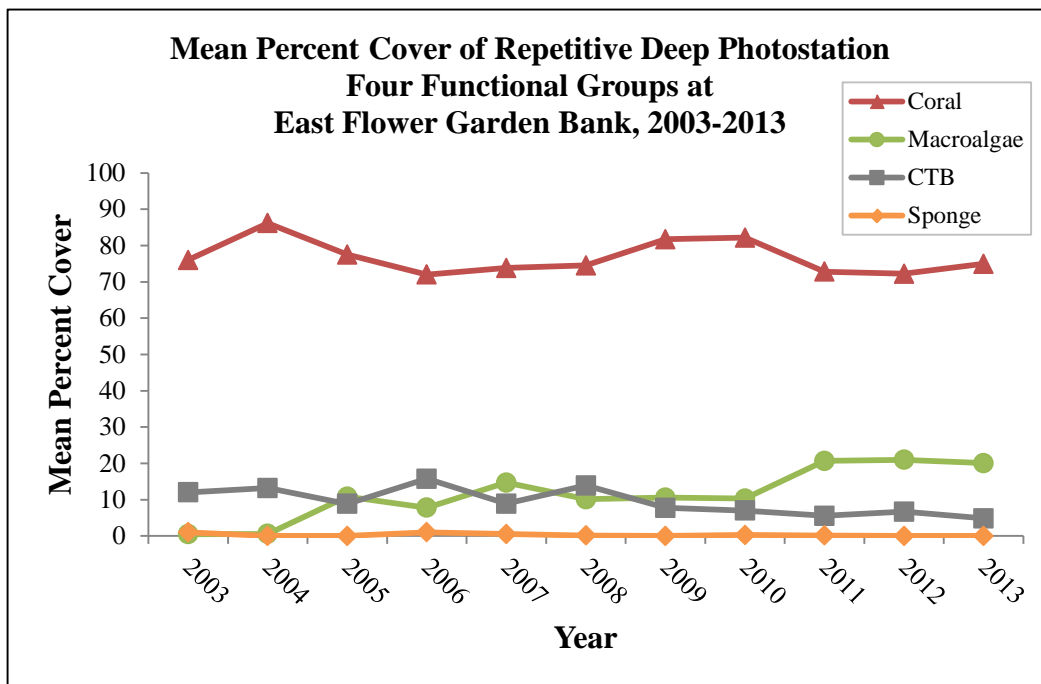 Mean Percent Cover of Repetitive Deep Photostation
Four Functional Groups at
East Flower Garden Bank, 2003-2013
Coral
Macroalgae
CTB
Sponge
Mean Percent Cover
100
90
80
70
60
50
40
30
20
10
0
2003
2004
2005
2006
2007
2008
2009
2010
2011
2012
2013
Year